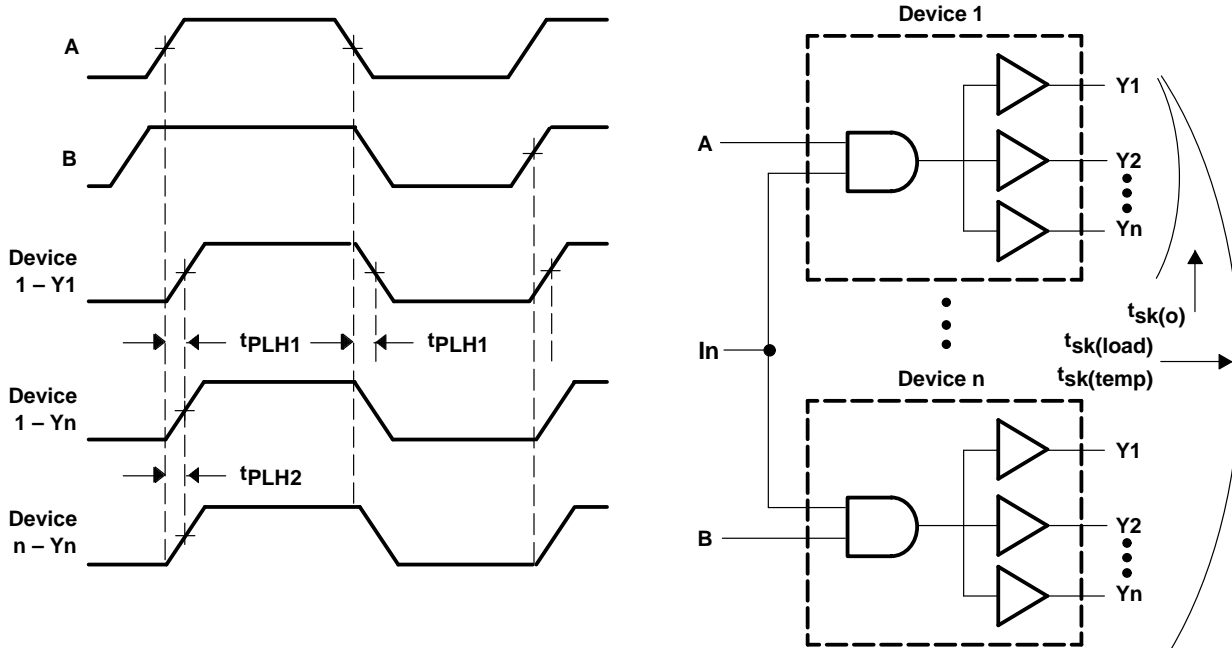 A
B
Device
1 – Y1
tPLH1
tPLH1
Device
1 – Yn
tPLH2
Device
n – Yn
Device 1
A
Y1
Y2
Yn
tsk(o)
In
tsk(load)
tsk(temp)
Device n
B
Y1
Y2
Yn